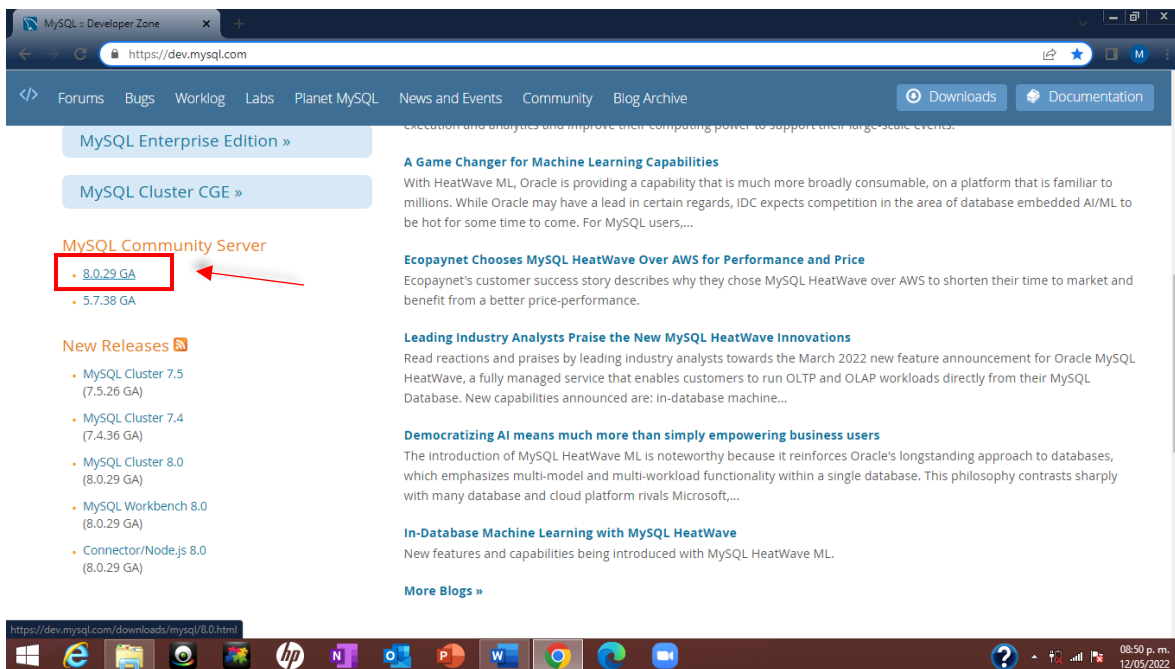 MySQL :: Developer Zone
https://dev.mysql.com
M
</> Forums Bugs Worklog Labs Planet MySQL News and Events Community Blog Archive Downloads Documentation
MySQL Enterprise Edition »
MySQL Cluster CGE »
MySQL Community Server
8.0.29 GA
5.7.38 GA
New Releases
MySQL Cluster 7.5
(7.5.26 GA)
MySQL Cluster 7.4
(7.4.36 GA)
MySQL Cluster 8.0
(8.0.29 GA)
MySQL Workbench 8.0
(8.0.29 GA)
Connector/Node.js 8.0
(8.0.29 GA)
execution and analytics and improve their computing power to support their large-scale events.
A Game Changer for Machine Learning Capabilities
With HeatWave ML, Oracle is providing a capability that is much more broadly consumable, on a platform that is familiar to
millions. While Oracle may have a lead in certain regards, IDC expects competition in the area of database embedded AI/ML to
be hot for some time to come. For MySQL users,...
Ecopaynet Chooses MySQL HeatWave Over AWS for Performance and Price
Ecopaynet's customer success story describes why they chose MySQL HeatWave over AWS to shorten their time to market and
benefit from a better price-performance.
Leading Industry Analysts Praise the New MySQL HeatWave Innovations
Read reactions and praises by leading industry analysts towards the March 2022 new feature announcement for Oracle MySQL
HeatWave, a fully managed service that enables customers to run OLTP and OLAP workloads directly from their MySQL
Database. New capabilities announced are: in-database machine...
Democratizing AI means much more than simply empowering business users
The introduction of MySQL HeatWave ML is noteworthy because it reinforces Oracle's longstanding approach to databases,
which emphasizes multi-model and multi-workload functionality within a single database. This philosophy contrasts sharply
with many database and cloud platform rivals Microsoft,...
In-Database Machine Learning with MySQL HeatWave
New features and capabilities being introduced with MySQL HeatWave ML.
More Blogs »
https://dev.mysql.com/downloads/mysql/8.0.html
08:50 p. m.
12/05/2022